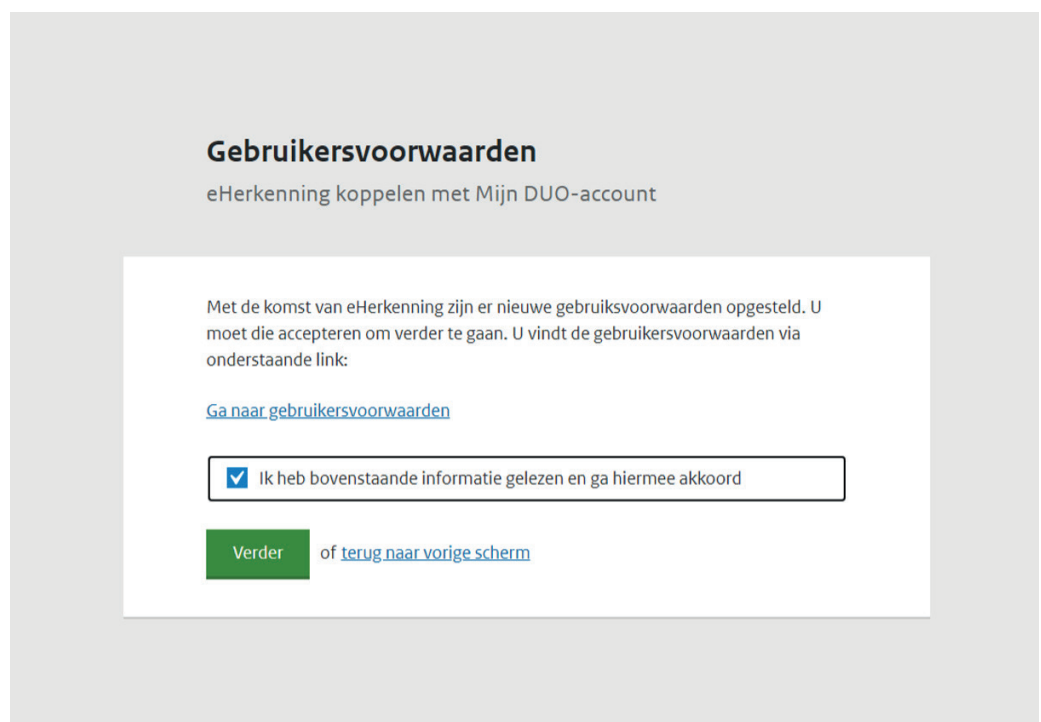 Gebruikersvoorwaarden
eHerkenning koppelen met Mijn DUO-account
Met de komst van eHerkenning zijn er nieuwe gebruiksvoorwaarden opgesteld. U
moet die accepteren om verder te gaan. U vindt de gebruikersvoorwaarden via
onderstaande link:
Ga naar gebruikersvoorwaarden
Ik heb bovenstaande informatie gelezen en ga hiermee akkoord
Verder of terug naar vorige scherm